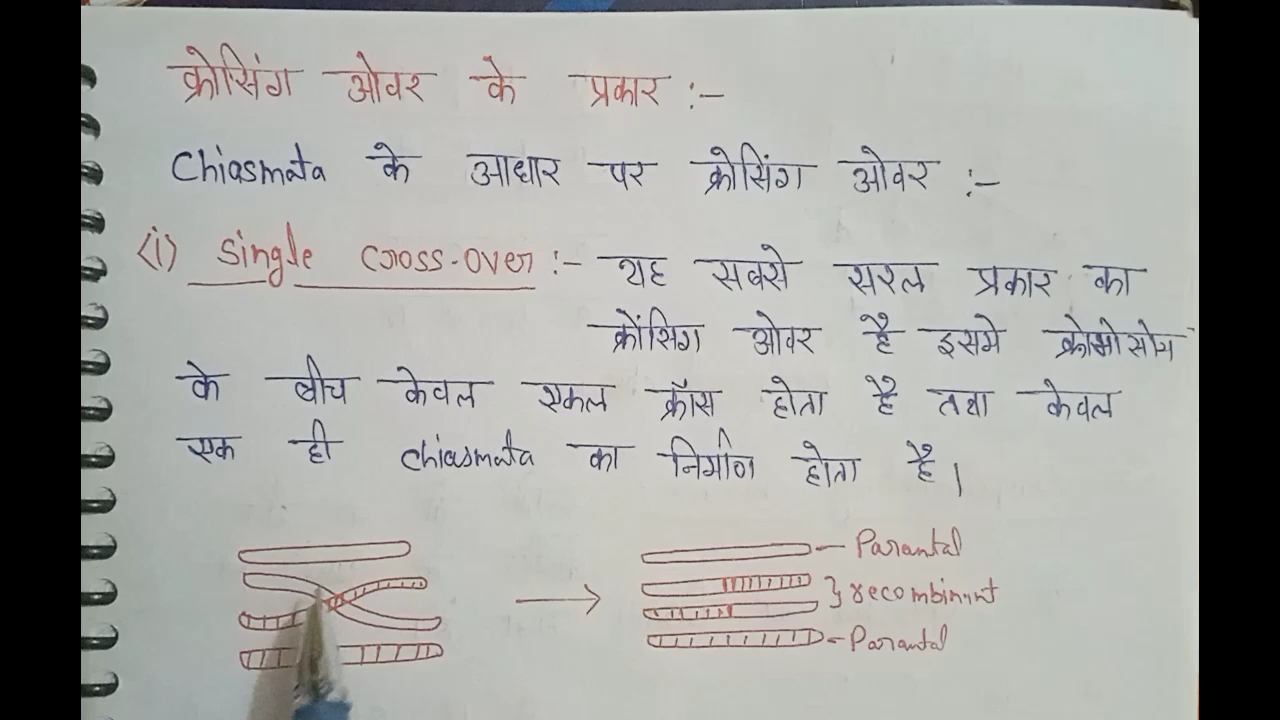 क्रोसिंग ओवर के प्रकार :-
Chiasmata के आधार पर क्रोसिंग ओवर :-
(i) Single Cross-over :- यह सबसे सरल प्रकार का
क्रोंसिग ओवर है इसमे क्रोमोसोम
के बीच केवल एकल क्रॉस होता है तथा केवल
एक ही chiasmata का निर्माण होता है।
Parantal
recombinant
Parantal